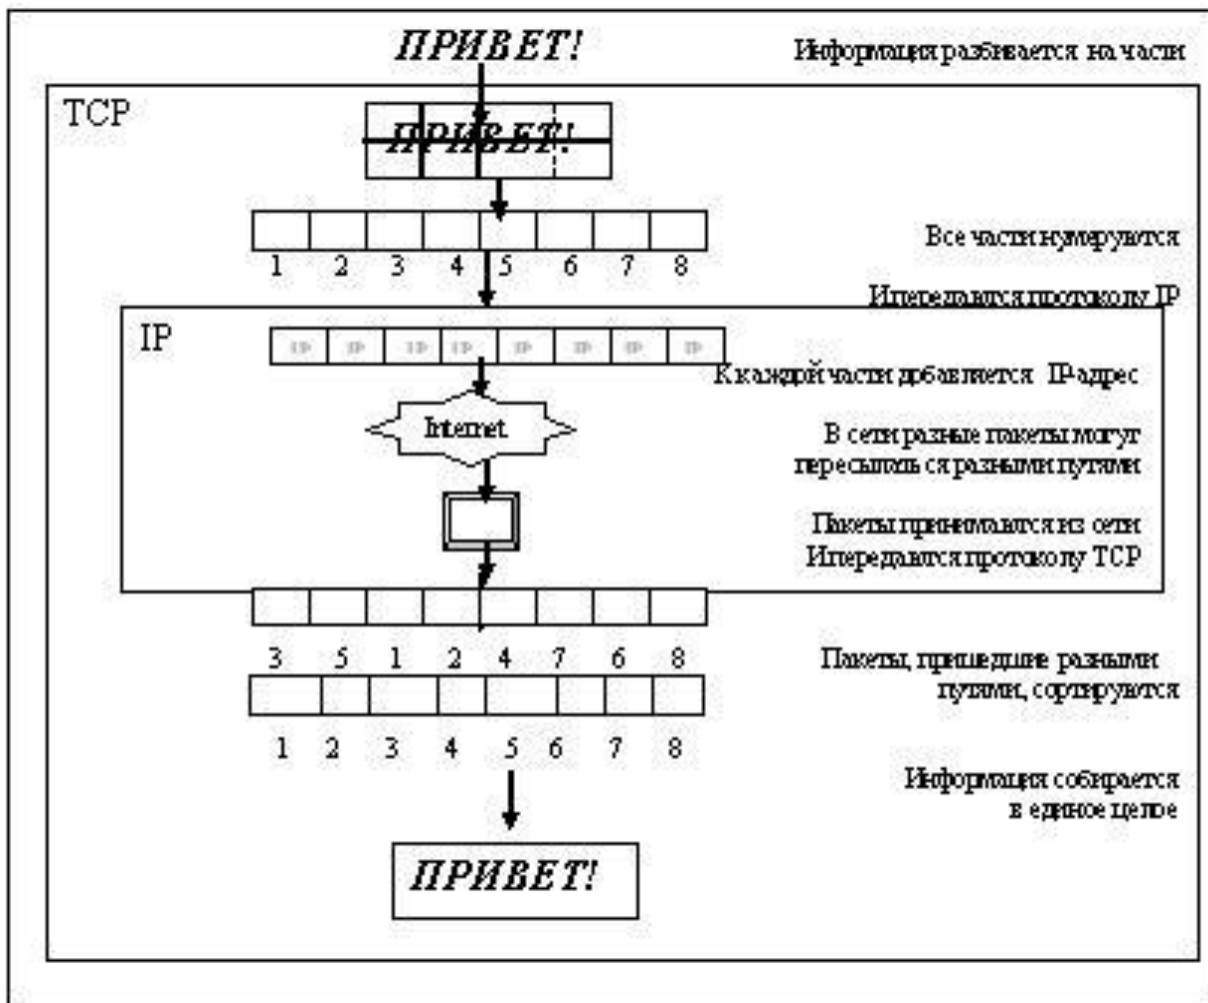 ПРИВЕТ!
Информация разбивается на части
TCP
ПРИВЕТ!
Все части нумеруются
1 2 3 4 5 6 7 8
И передаются протоколу IP
IP
IP IP IP IP IP IP IP IP
К каждой части добавляется IP-адрес
Internet
В сети разные пакеты могут
пересылаться разными путями
Пакеты принимаются из сети
И передаются протоколу TCP
3 5 1 2 4 7 6 8
Пакеты, пришедшие разными
путями, сортируются
1 2 3 4 5 6 7 8
Информация собирается
в единое целое
ПРИВЕТ!